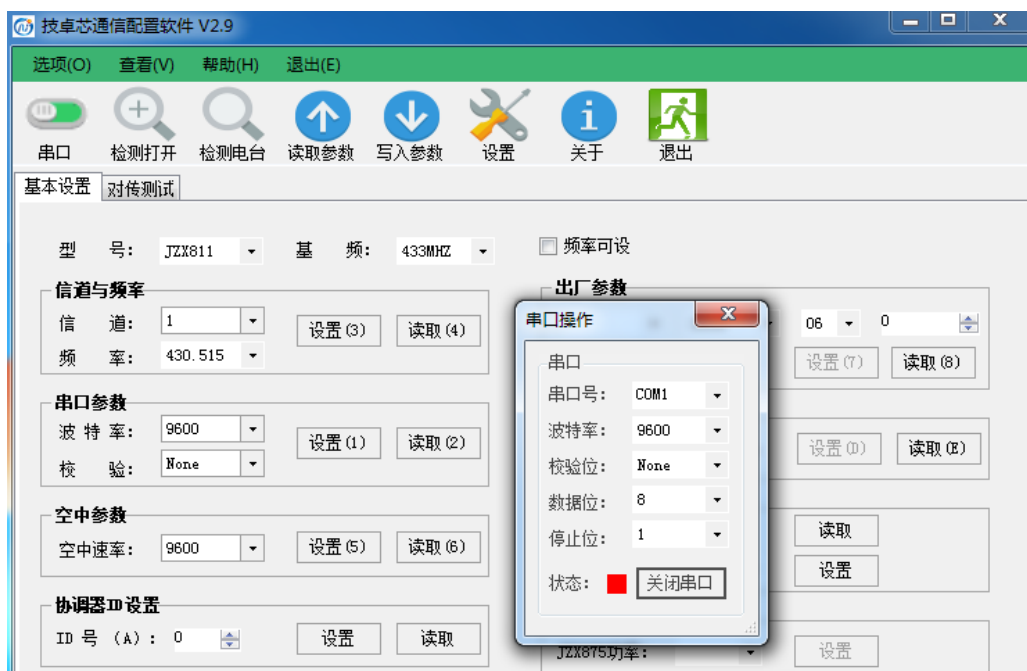 技卓芯通信配置软件 V2.9
选项(O) 查看(V) 帮助(H) 退出(E)
串口 检测打开 检测电台 读取参数 写入参数 设置 关于 退出
基本设置 对传测试
型 号: JZX811 基 频: 433MHZ 频率可设
信道与频率
信 道: 1 设置(3) 读取(4)
频 率: 430.515
串口参数
波 特 率: 9600 设置(1) 读取(2)
校 验: None
空中参数
空中速率: 9600 设置(5) 读取(6)
协调器ID设置
ID 号 (A): 0 设置 读取
出厂参数
06 0
设置(7) 读取(8)
设置(D) 读取(E)
读取
设置
JZX875功率: 设置
串口操作
串口
串口号: COM1
波特率: 9600
校验位: None
数据位: 8
停止位: 1
状态: 关闭串口